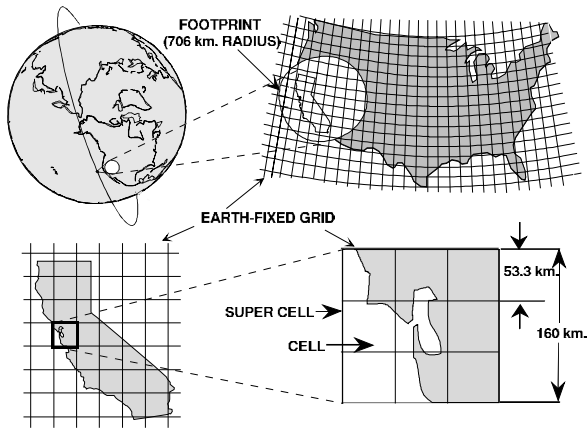 FOOTPRINT
(706 km. RADIUS)
EARTH-FIXED GRID
53.3 km.
SUPER CELL
160 km.
CELL